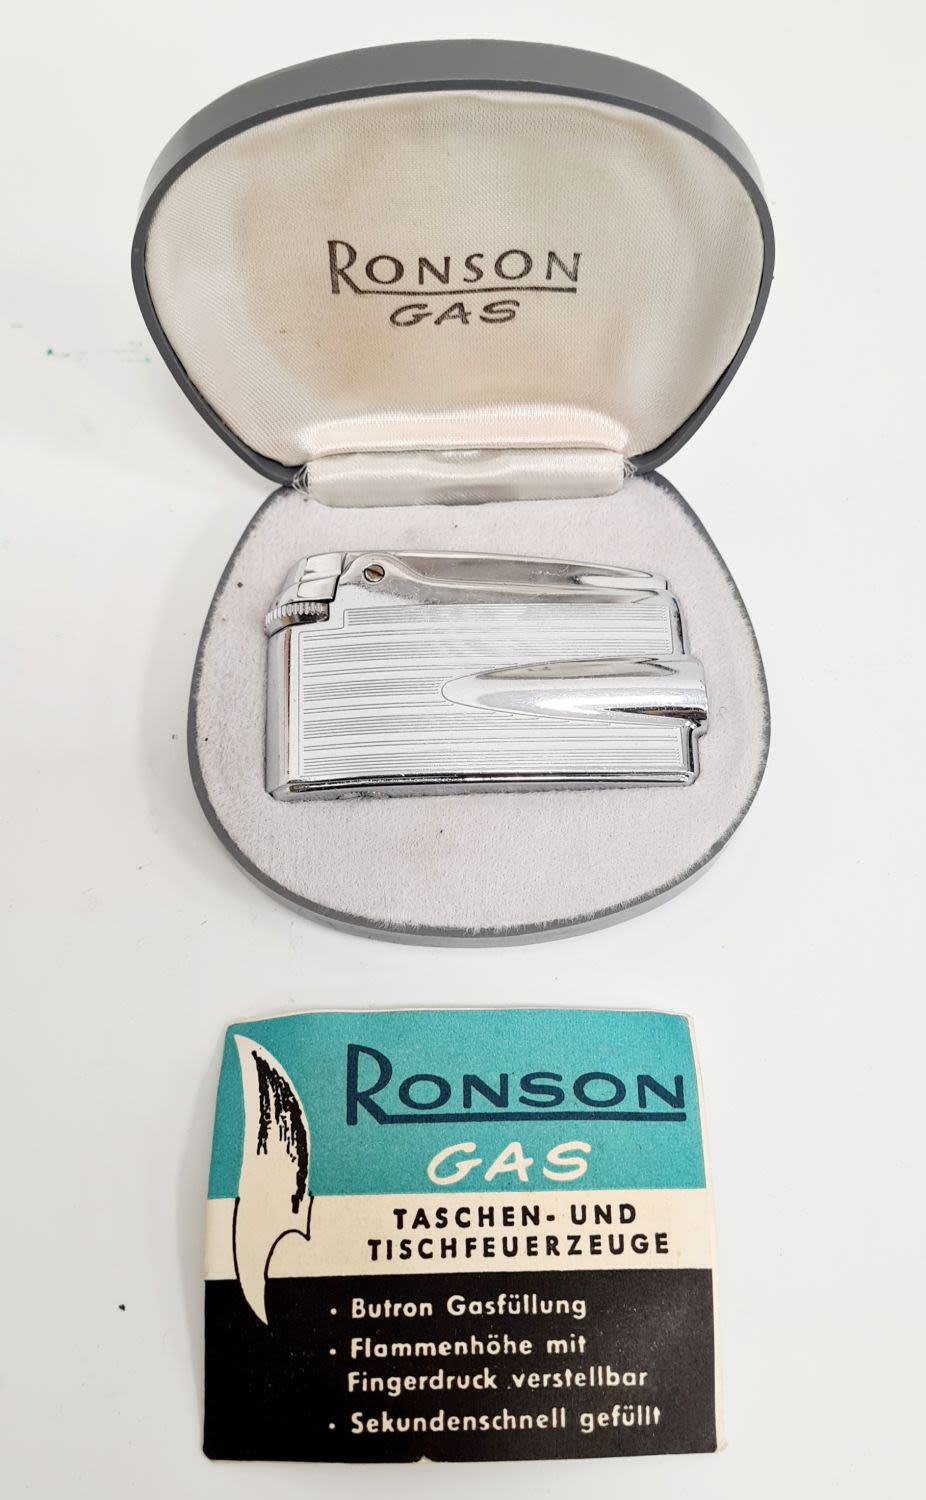 RONSON
GAS
RONSON
GAS
TASCHEN- UND
TISCHFEUERZEUGE
• Butron Gasfüllung
• Flammenhöhe mit
Fingerdruck verstellbar
• Sekundenschnell gefüllt